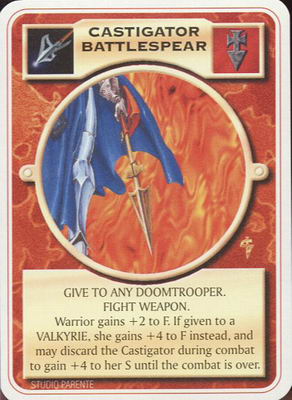 CASTIGATOR
BATTLESPEAR
GIVE TO ANY DOOMTROOPER.
FIGHT WEAPON.
Warrior gains +2 to F. If given to a
VALKYRIE, she gains +4 to F instead, and
may discard the Castigator during combat
to gain +4 to her S until the combat is over.
STUDIO PARENTE